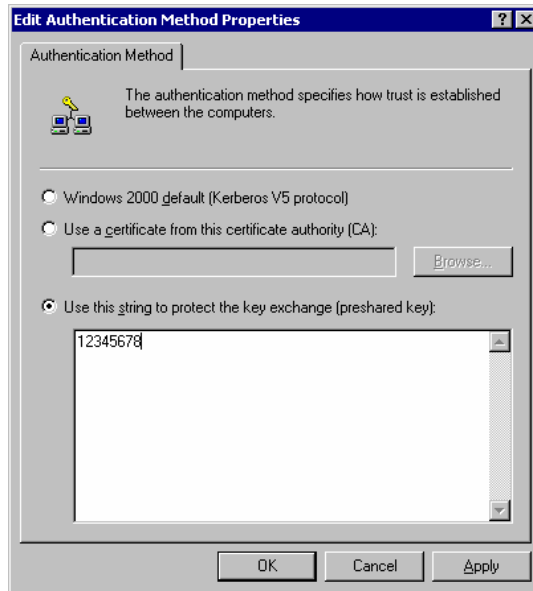 Edit Authentication Method Properties
Authentication Method
The authentication method specifies how trust is established
between the computers.
Windows 2000 default (Kerberos V5 protocol)
Use a certificate from this certificate authority (CA):
Browse...
Use this string to protect the key exchange (preshared key):
12345678
OK Cancel Apply